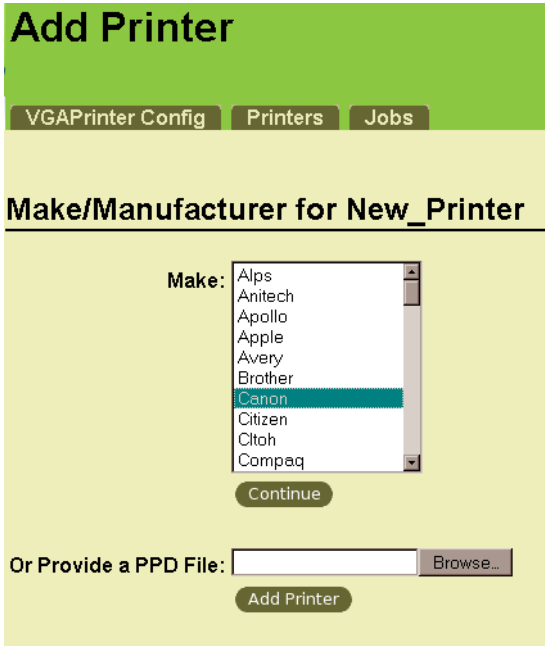 Add Printer
VGAPrinter Config Printers Jobs
Make/Manufacturer for New_Printer
Make:
Alps
Anitech
Apollo
Apple
Avery
Brother
Canon
Citizen
CItoh
Compaq
Continue
Or Provide a PPD File: Browse...
Add Printer